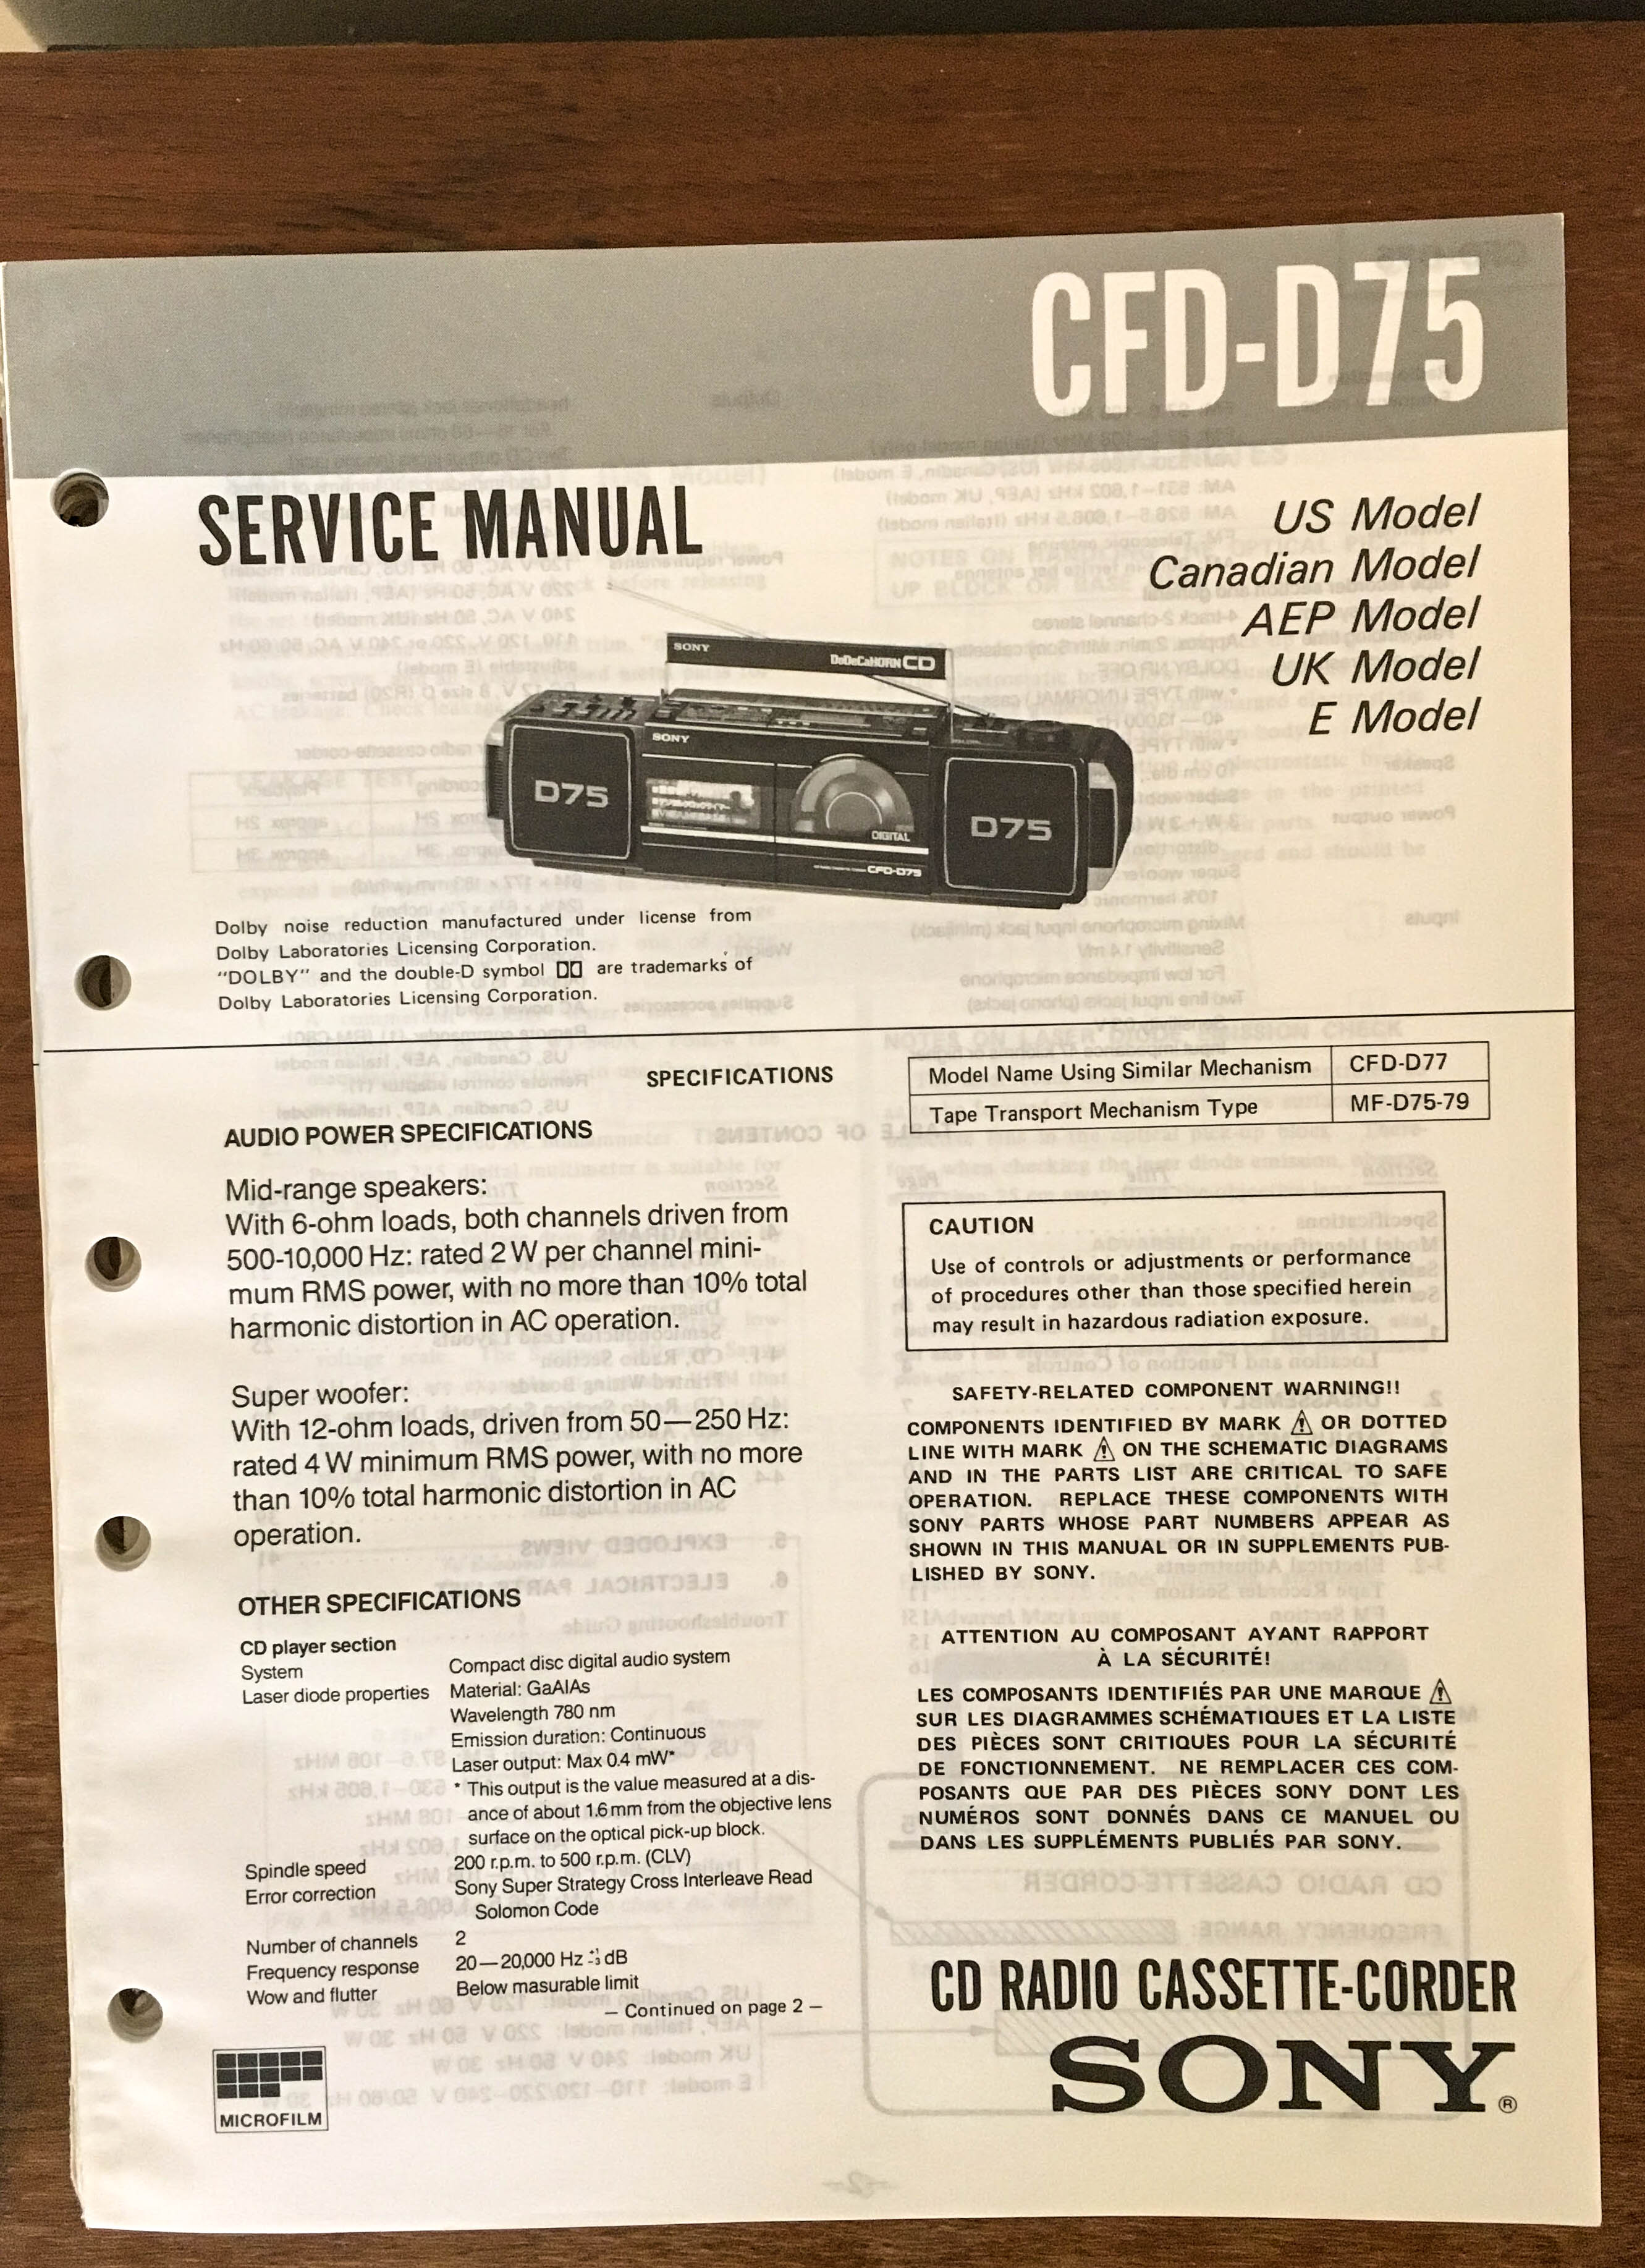 CFD-D75
SERVICE MANUAL
US Model
Canadian Model
AEP Model
UK Model
E Model
SONY
DoDeCaHORN CD
SONY
D75
D75
DIGITAL
CFD-D75
Dolby noise reduction manufactured under license from
Dolby Laboratories Licensing Corporation.
"DOLBY" and the double-D symbol are trademarks of
Dolby Laboratories Licensing Corporation.
SPECIFICATIONS
AUDIO POWER SPECIFICATIONS
Mid-range speakers:
With 6-ohm loads, both channels driven from
500-10,000 Hz: rated 2 W per channel mini-
mum RMS power, with no more than 10% total
harmonic distortion in AC operation.
Super woofer:
With 12-ohm loads, driven from 50—250 Hz:
rated 4 W minimum RMS power, with no more
than 10% total harmonic distortion in AC
operation.
OTHER SPECIFICATIONS
CD player section
System Compact disc digital audio system
Laser diode properties Material: GaAlAs
Wavelength 780 nm
Emission duration: Continuous
Laser output: Max 0.4 mW*
* This output is the value measured at a dis-
ance of about 1.6 mm from the objective lens
surface on the optical pick-up block.
Spindle speed 200 r.p.m. to 500 r.p.m. (CLV)
Error correction Sony Super Strategy Cross Interleave Read
Solomon Code
Number of channels 2
Frequency response 20—20,000 Hz +1 -3 dB
Wow and flutter Below masurable limit
— Continued on page 2 —
MICROFILM
Model Name Using Similar Mechanism CFD-D77
Tape Transport Mechanism Type MF-D75-79
CAUTION
Use of controls or adjustments or performance
of procedures other than those specified herein
may result in hazardous radiation exposure.
SAFETY-RELATED COMPONENT WARNING!!
COMPONENTS IDENTIFIED BY MARK ⚠ OR DOTTED
LINE WITH MARK ⚠ ON THE SCHEMATIC DIAGRAMS
AND IN THE PARTS LIST ARE CRITICAL TO SAFE
OPERATION. REPLACE THESE COMPONENTS WITH
SONY PARTS WHOSE PART NUMBERS APPEAR AS
SHOWN IN THIS MANUAL OR IN SUPPLEMENTS PUB-
LISHED BY SONY.
ATTENTION AU COMPOSANT AYANT RAPPORT
À LA SÉCURITÉ!
LES COMPOSANTS IDENTIFIÉS PAR UNE MARQUE ⚠
SUR LES DIAGRAMMES SCHÉMATIQUES ET LA LISTE
DES PIÈCES SONT CRITIQUES POUR LA SÉCURITÉ
DE FONCTIONNEMENT. NE REMPLACER CES COM-
POSANTS QUE PAR DES PIÈCES SONY DONT LES
NUMÉROS SONT DONNÉS DANS CE MANUEL OU
DANS LES SUPPLÉMENTS PUBLIÉS PAR SONY.
CD RADIO CASSETTE-CORDER
SONY®